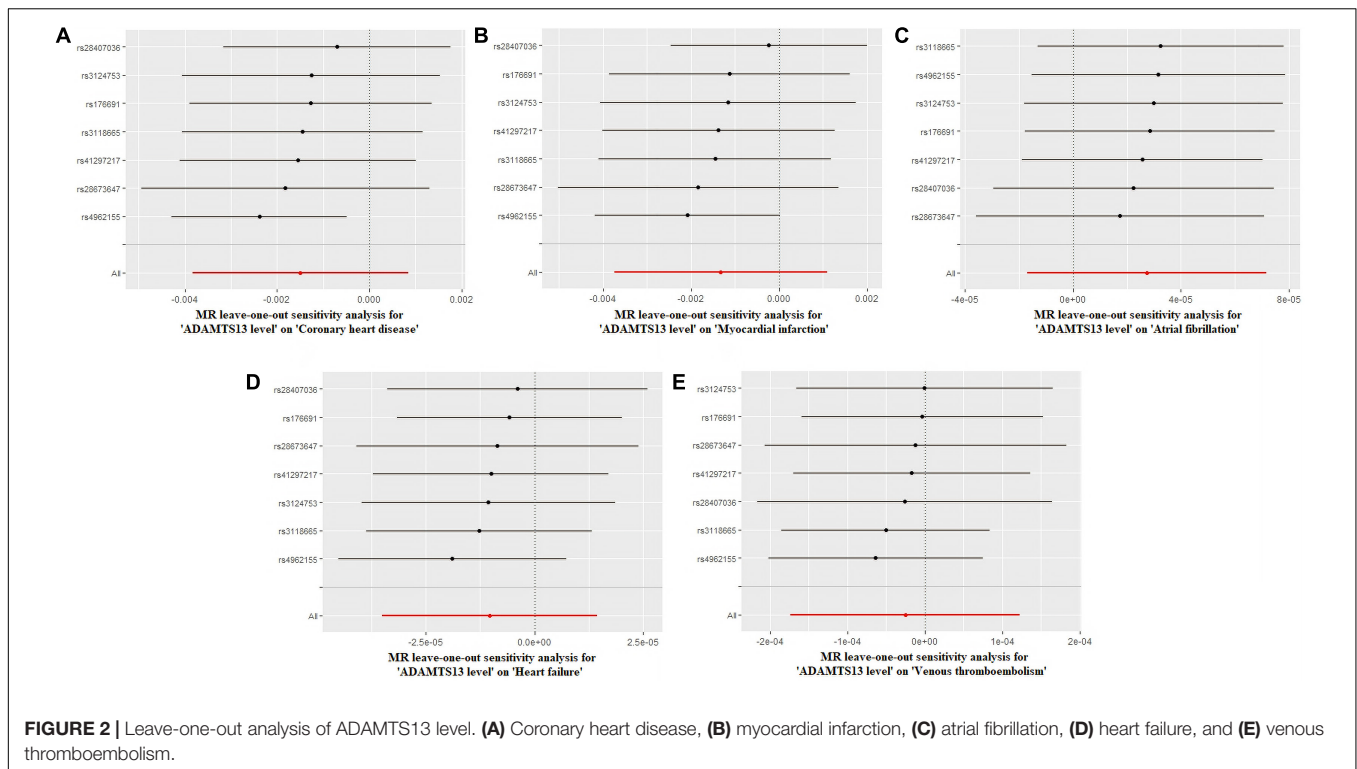 A
rs28407036
rs3124753
rs176691
rs3118665
rs41297217
rs28673647
rs4962155
All
-0.004 -0.002 0.000 0.002
MR leave-one-out sensitivity analysis for
'ADAMTS13 level' on 'Coronary heart disease'
B
rs28407036
rs176691
rs3124753
rs41297217
rs3118665
rs28673647
rs4962155
All
-0.004 -0.002 0.000 0.002
MR leave-one-out sensitivity analysis for
'ADAMTS13 level' on 'Myocardial infarction'
C
rs3118665
rs4962155
rs3124753
rs176691
rs41297217
rs28407036
rs28673647
All
-4e-05 0e+00 4e-05 8e-05
MR leave-one-out sensitivity analysis for
'ADAMTS13 level' on 'Atrial fibrillation'
D
rs28407036
rs176691
rs28673647
rs41297217
rs3124753
rs3118665
rs4962155
All
-2.5e-05 0.0e+00 2.5e-05
MR leave-one-out sensitivity analysis for
'ADAMTS13 level' on 'Heart failure'
E
rs3124753
rs176691
rs28673647
rs41297217
rs28407036
rs3118665
rs4962155
All
-2e-04 -1e-04 0e+00 1e-04 2e-04
MR leave-one-out sensitivity analysis for
'ADAMTS13 level' on 'Venous thromboembolism'
FIGURE 2 | Leave-one-out analysis of ADAMTS13 level. (A) Coronary heart disease, (B) myocardial infarction, (C) atrial fibrillation, (D) heart failure, and (E) venous
thromboembolism.